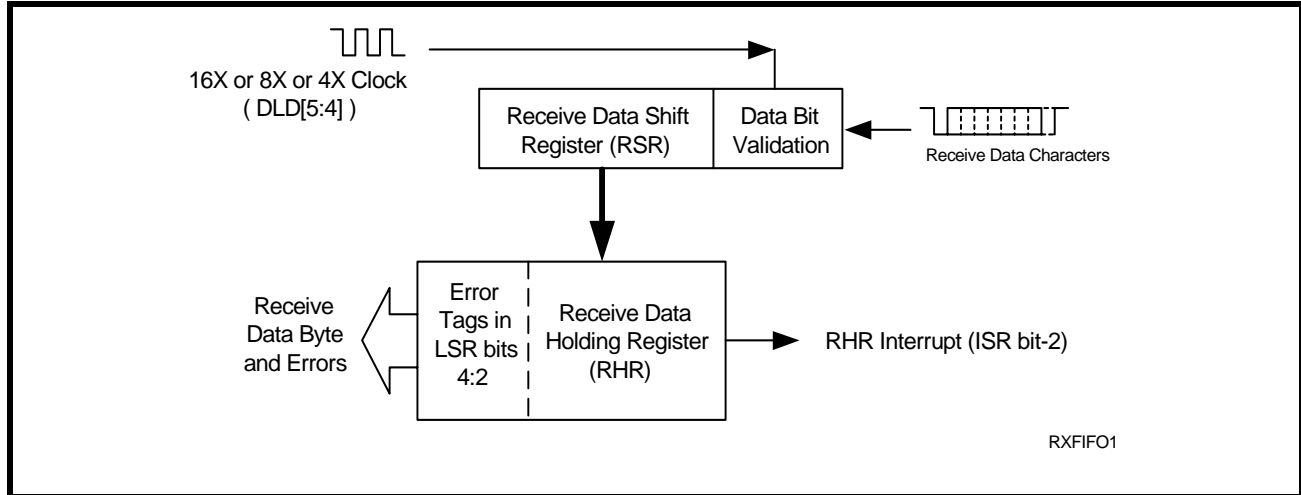 16X or 8X or 4X Clock
( DLD[5:4] )
Receive Data Shift
Register (RSR)
Data Bit
Validation
Receive Data Characters
Receive
Data Byte
and Errors
Error
Tags in
LSR bits
4:2
Receive Data
Holding Register
(RHR)
RHR Interrupt (ISR bit-2)
RXFIFO1